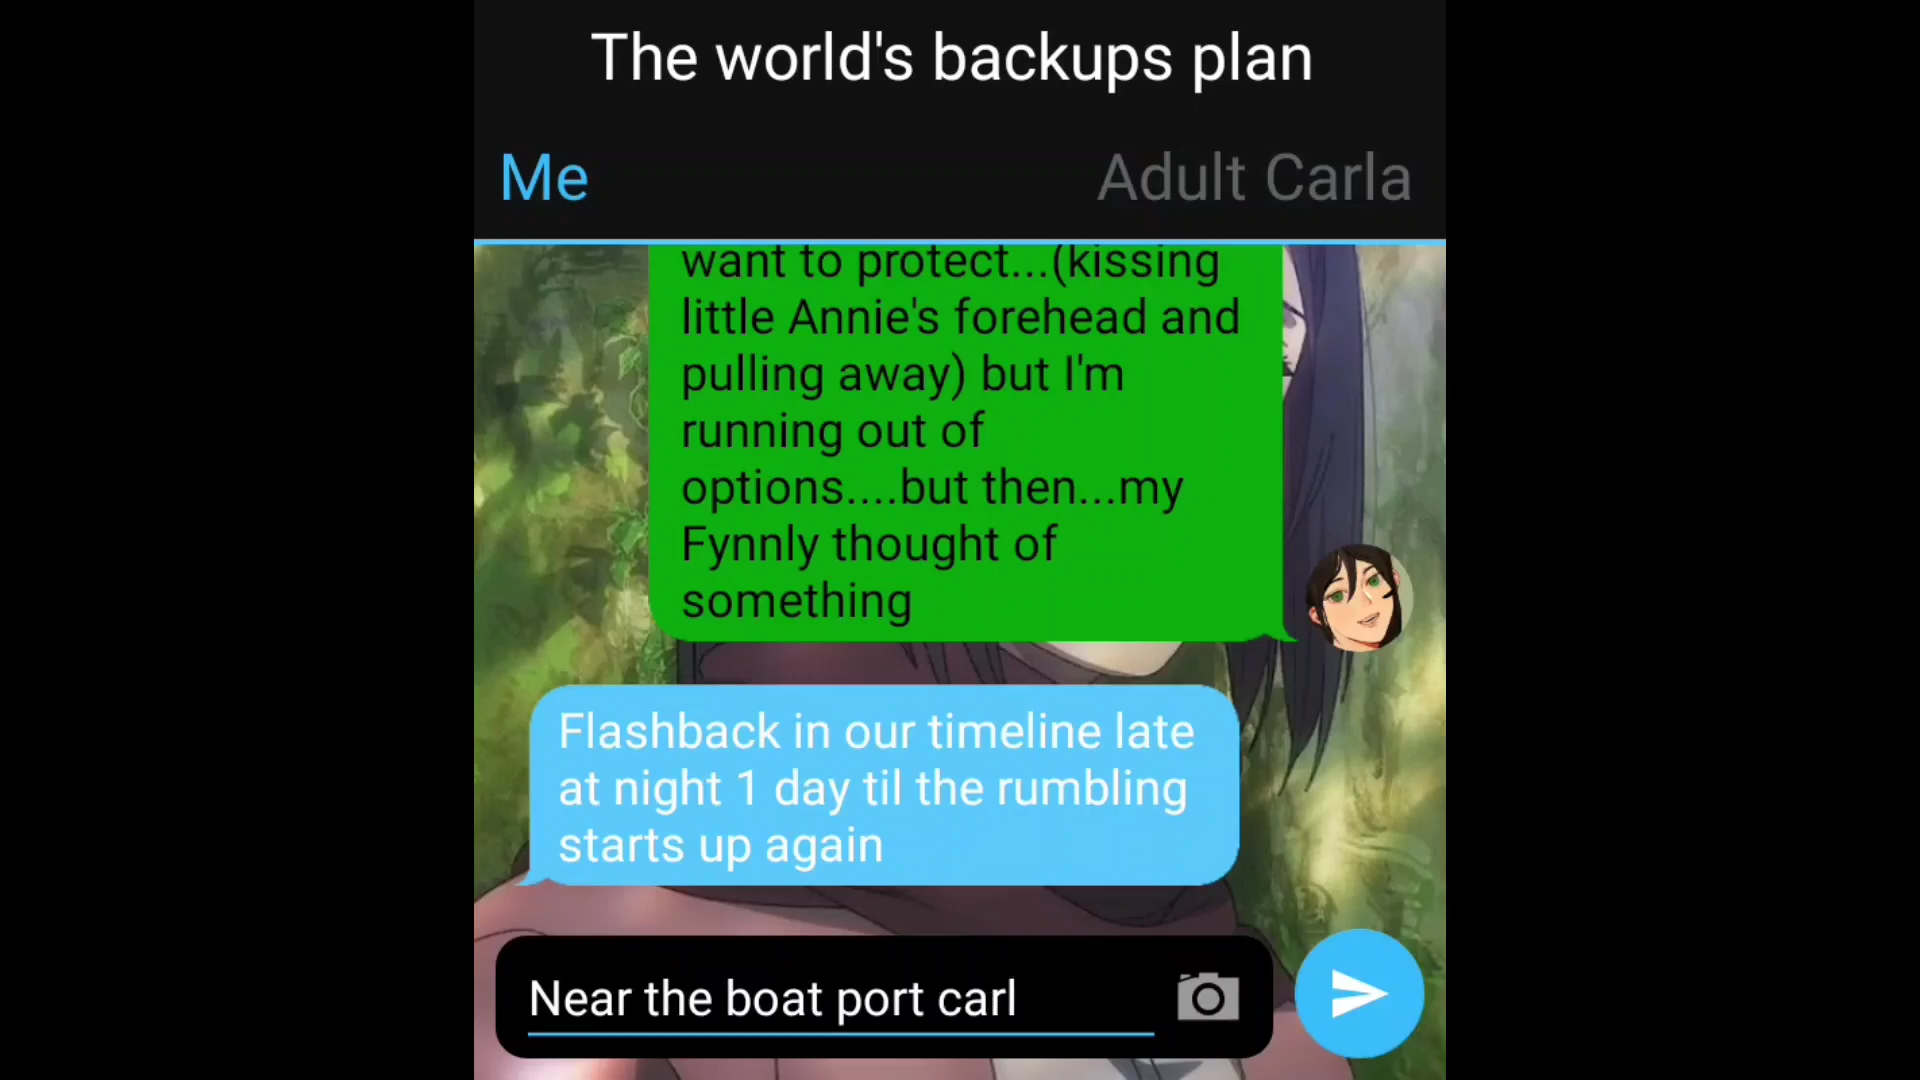 The world's backups plan
Me
Adult Carla
want to protect...(kissing
little Annie's forehead and
pulling away) but I'm
running out of
options....but then...my
Fynnly thought of
something
Flashback in our timeline late
at night 1 day til the rumbling
starts up again
Near the boat port carl